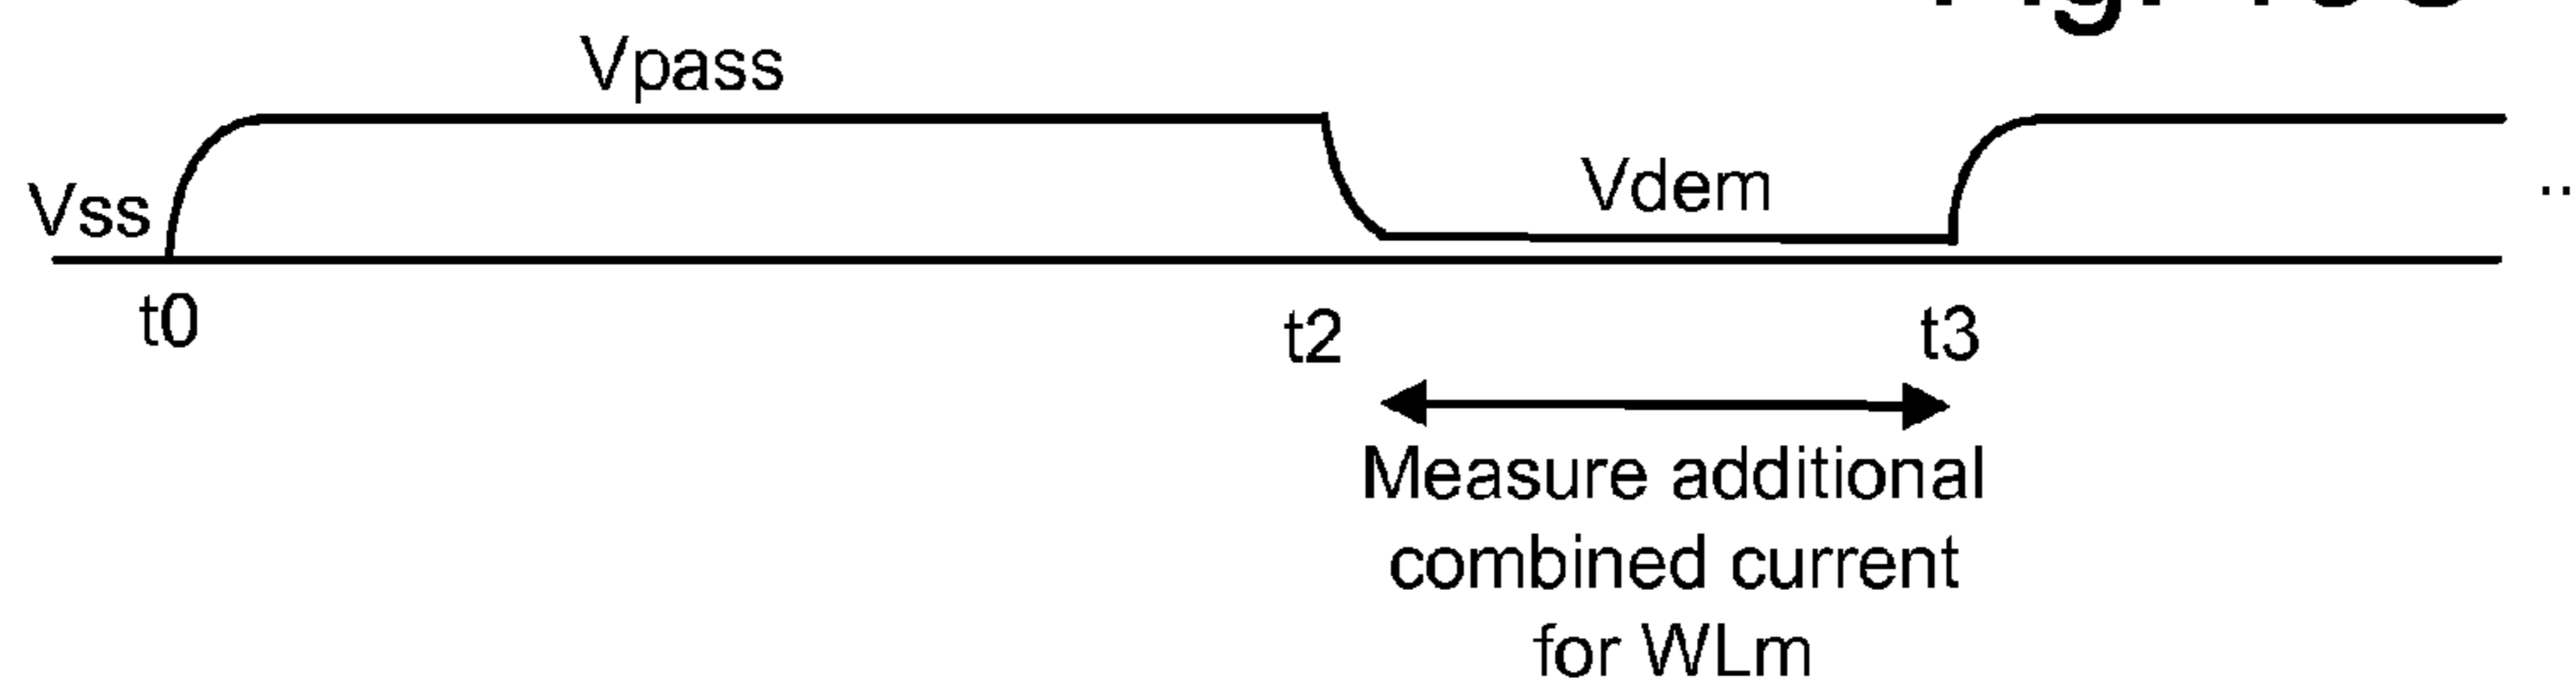 Vpass
Vss
Vdem
..
t0
t2
t3
Measure additional
combined current
for WLm